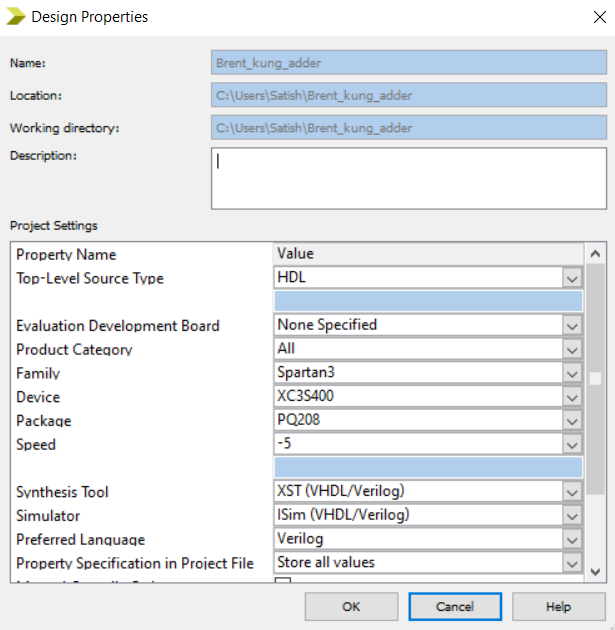 Design Properties
Name: Brent_kung_adder
Location: C:\Users\Satish\Brent_kung_adder
Working directory: C:\Users\Satish\Brent_kung_adder
Description:
Project Settings
Property Name Value
Top-Level Source Type HDL
Evaluation Development Board None Specified
Product Category All
Family Spartan3
Device XC3S400
Package PQ208
Speed -5
Synthesis Tool XST (VHDL/Verilog)
Simulator ISim (VHDL/Verilog)
Preferred Language Verilog
Property Specification in Project File Store all values
OK Cancel Help